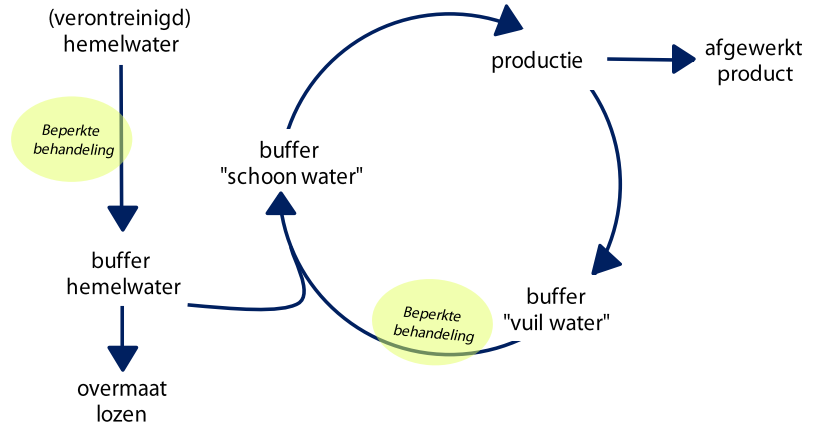 (verontreinigd)
hemelwater
Beperkte
behandeling
buffer
hemelwater
overmaat
lozen
buffer
"schoon water"
productie
afgewerkt
product
buffer
"vuil water"
Beperkte
behandeling